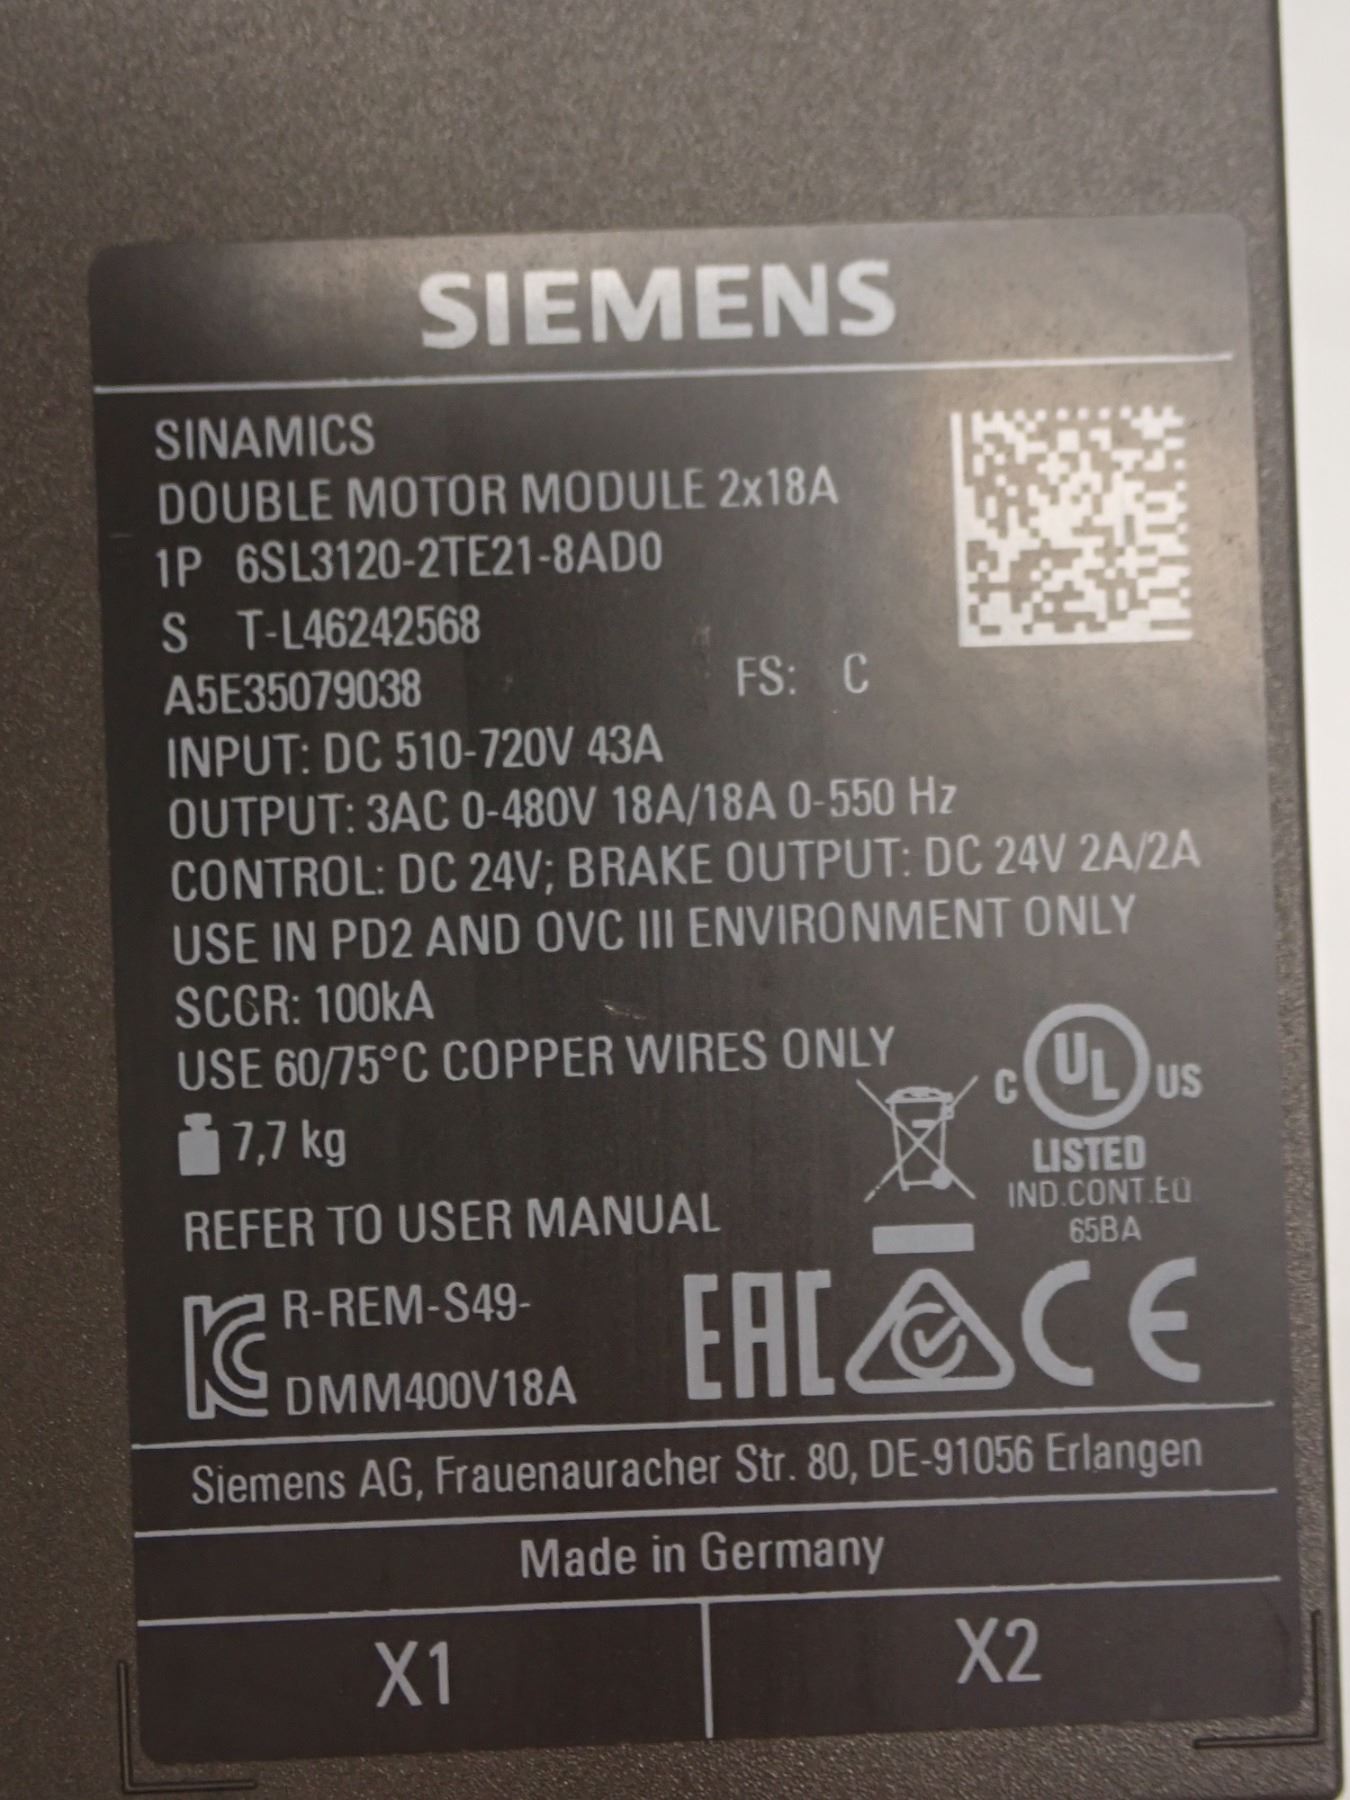 SIEMENS
SINAMICS
DOUBLE MOTOR MODULE 2x18A
1P 6SL3120-2TE21-8AD0
S T-L46242568
A5E35079038 FS: C
INPUT: DC 510-720V 43A
OUTPUT: 3AC 0-480V 18A/18A 0-550 Hz
CONTROL: DC 24V; BRAKE OUTPUT: DC 24V 2A/2A
USE IN PD2 AND OVC III ENVIRONMENT ONLY
SCCR: 100kA
USE 60/75°C COPPER WIRES ONLY
C UL US
LISTED
7,7 kg
IND.CONT.EQ
65BA
REFER TO USER MANUAL
R-REM-S49-
DMM400V18A
EAC CE
Siemens AG, Frauenauracher Str. 80, DE-91056 Erlangen
Made in Germany
X1 X2